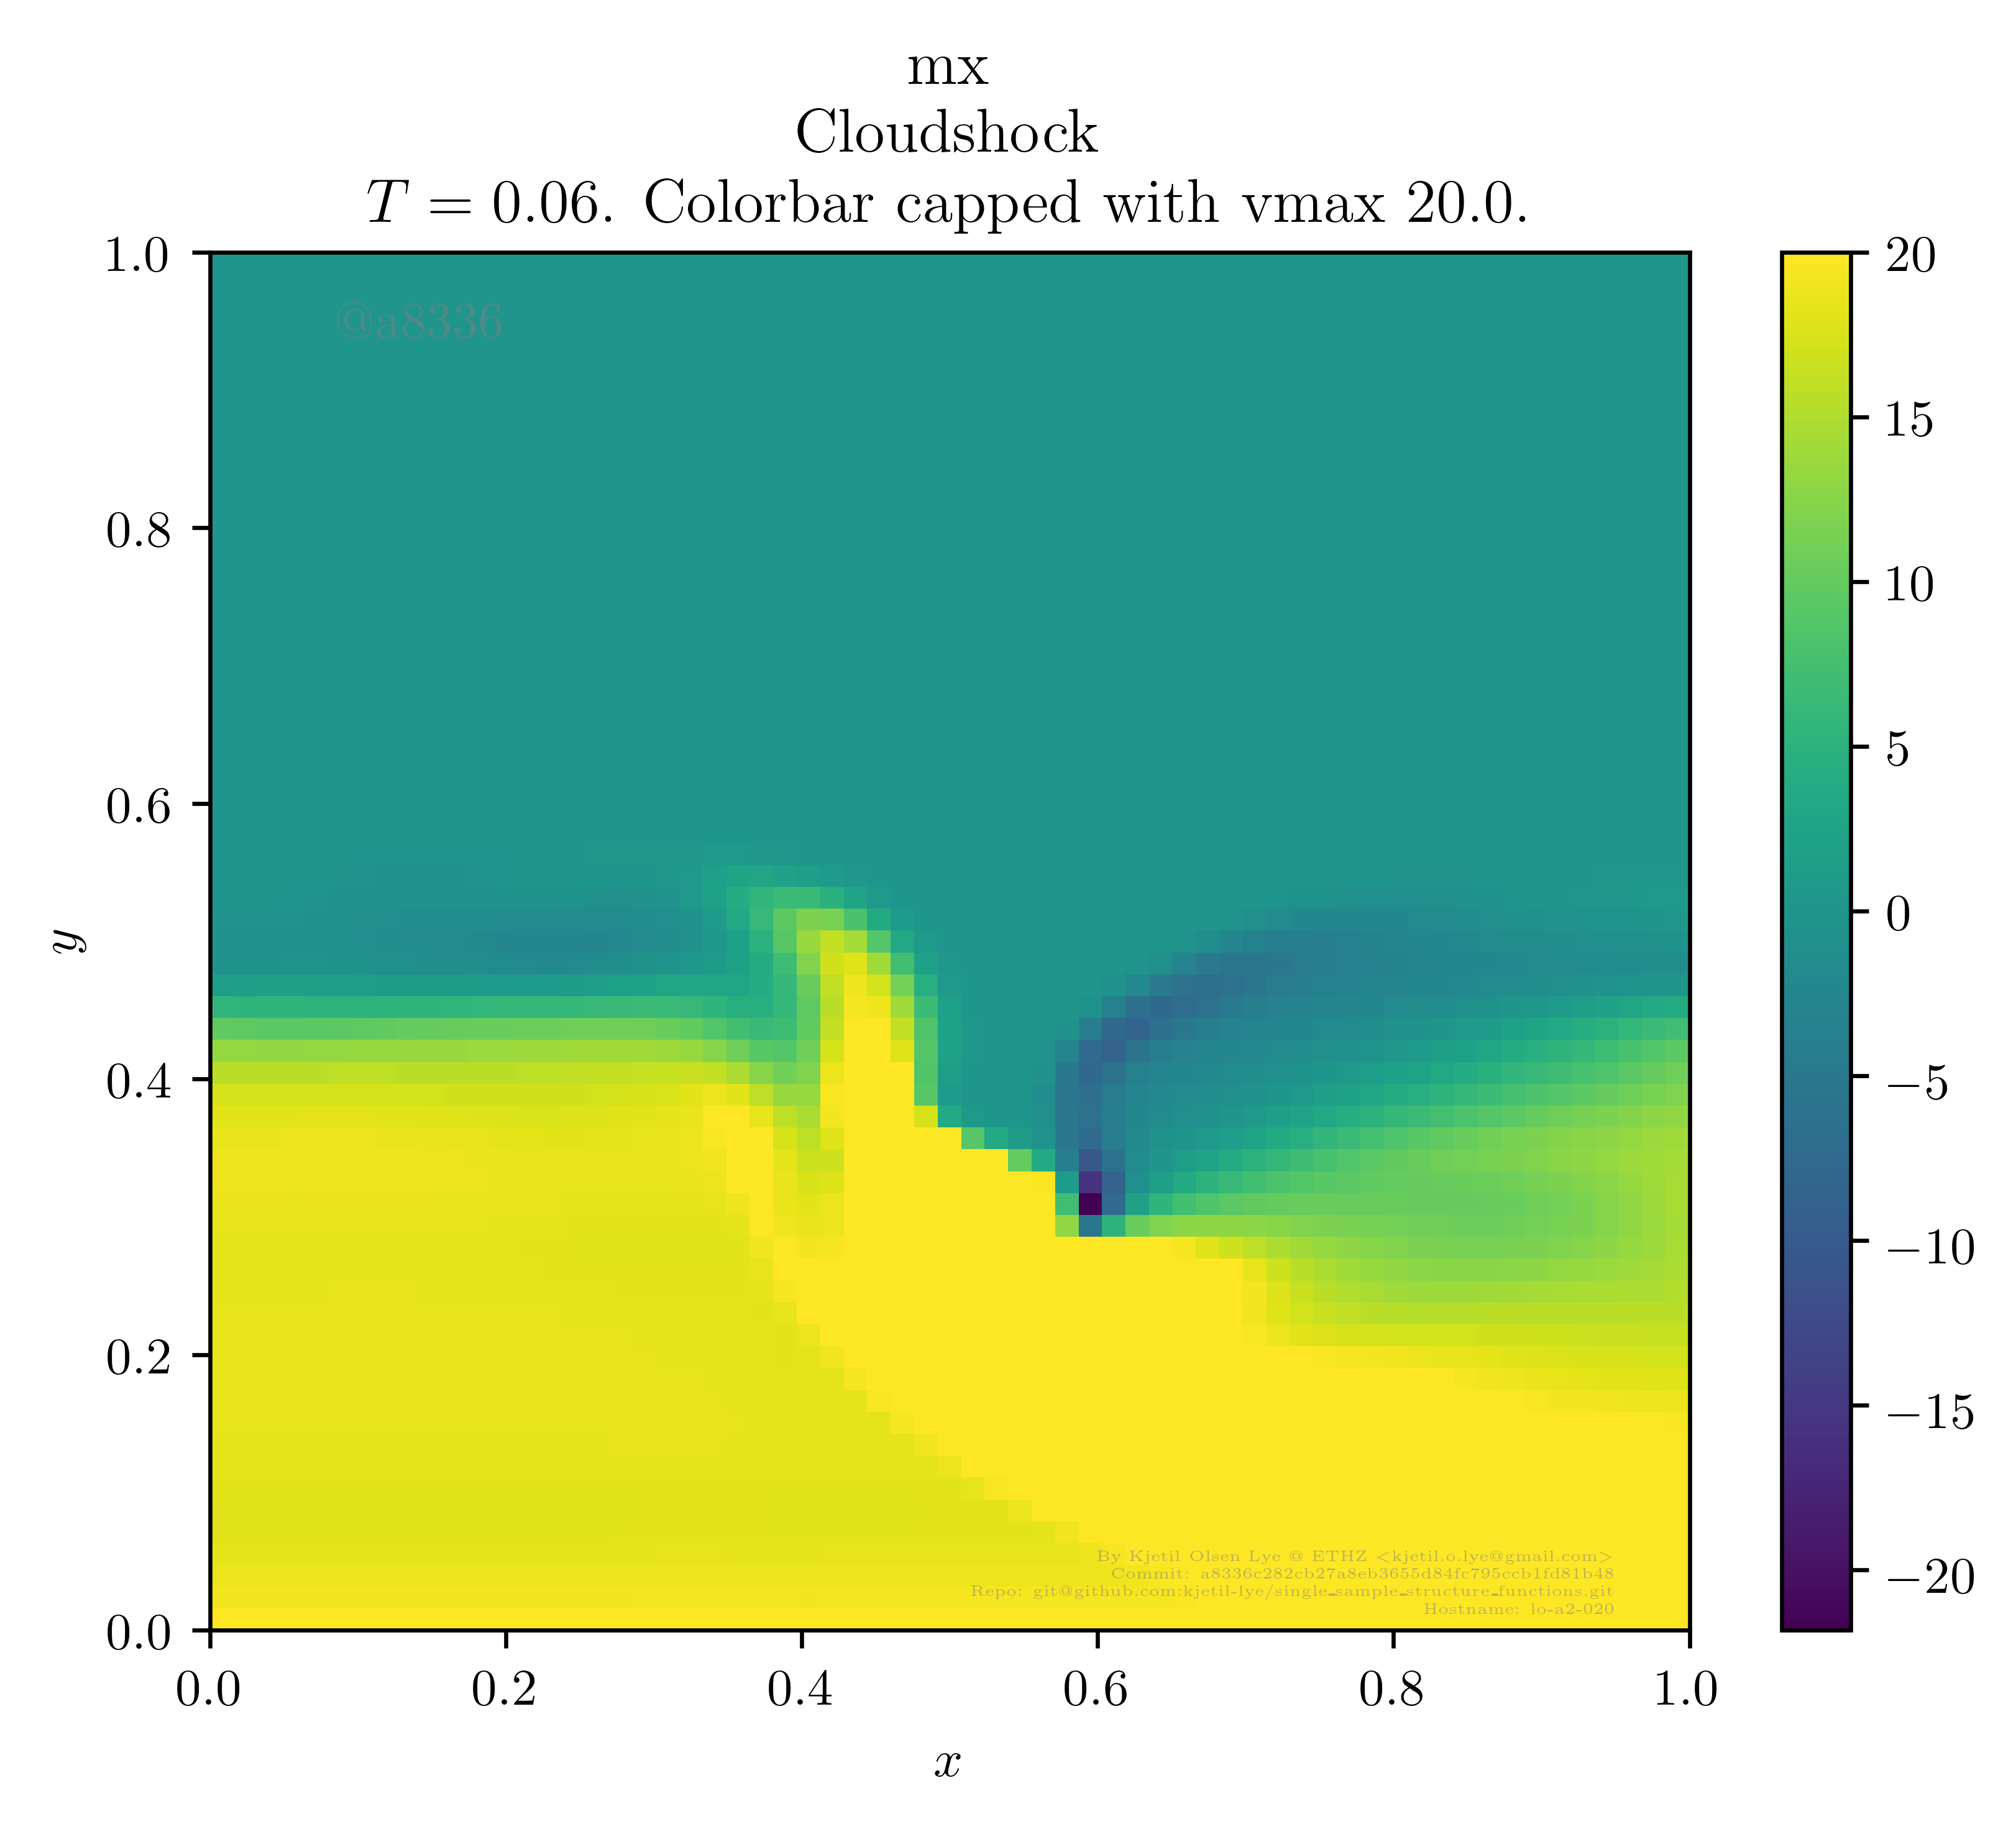 mx
Cloudshock
T = 0.06. Colorbar capped with vmax 20.0.
@a8336
1.0
0.8
0.6
0.4
0.2
0.0
y
0.0 0.2 0.4 0.6 0.8 1.0
x
20
15
10
5
0
−5
−10
−15
−20
By Kjetil Olsen Lye @ ETHZ <kjetil.o.lye@gmail.com>
Commit: a8336c282cb27a8eb3655d84fc795ccb1fd81b48
Repo: git@github.com:kjetil-lye/single_sample_structure_functions.git
Hostname: lo-a2-020